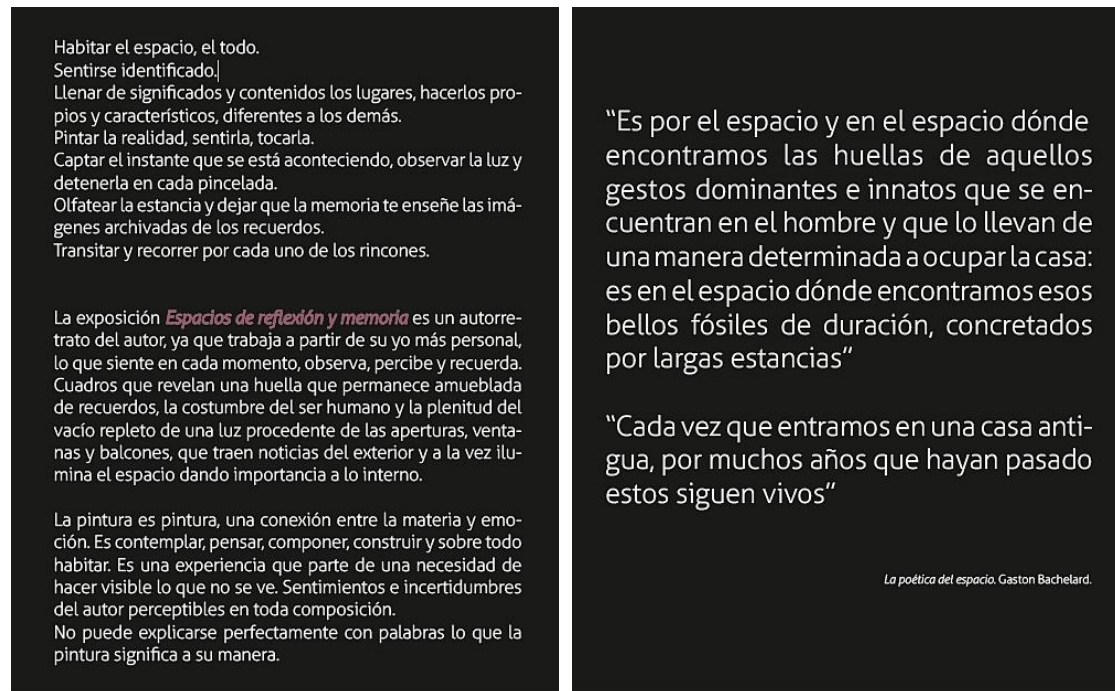 Habitar el espacio, el todo.
Sentirse identificado.
Llenar de significados y contenidos los lugares, hacerlos pro-
pios y característicos, diferentes a los demás.
Pintar la realidad, sentirla, tocarla.
Captar el instante que se está aconteciendo, observar la luz y
detenerla en cada pincelada.
Olfatear la estancia y dejar que la memoria te enseñe las imá-
genes archivadas de los recuerdos.
Transitar y recorrer por cada uno de los rincones.
La exposición Espacios de reflexión y memoria es un autorre-
trato del autor, ya que trabaja a partir de su yo más personal,
lo que siente en cada momento, observa, percibe y recuerda.
Cuadros que revelan una huella que permanece amueblada
de recuerdos, la costumbre del ser humano y la plenitud del
vacío repleto de una luz procedente de las aperturas, venta-
nas y balcones, que traen noticias del exterior y a la vez ilu-
mina el espacio dando importancia a lo interno.
La pintura es pintura, una conexión entre la materia y emo-
ción. Es contemplar, pensar, componer, construir y sobre todo
habitar. Es una experiencia que parte de una necesidad de
hacer visible lo que no se ve. Sentimientos e incertidumbres
del autor perceptibles en toda composición.
No puede explicarse perfectamente con palabras lo que la
pintura significa a su manera.
“Es por el espacio y en el espacio dónde
encontramos las huellas de aquellos
gestos dominantes e innatos que se en-
cuentran en el hombre y que lo llevan de
una manera determinada a ocupar la casa:
es en el espacio dónde encontramos esos
bellos fósiles de duración, concretados
por largas estancias”
“Cada vez que entramos en una casa anti-
gua, por muchos años que hayan pasado
estos siguen vivos”
La poética del espacio. Gaston Bachelard.